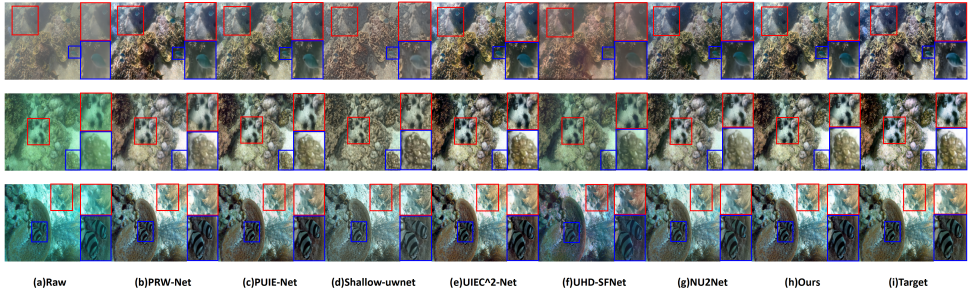 (a)Raw (b)PRW-Net (c)PUIE-Net (d)Shallow-uwnet (e)UIEC^2-Net (f)UHD-SFNet (g)NU2Net (h)Ours (i)Target